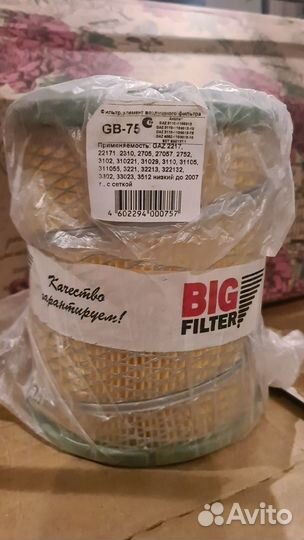 Фильтр, элемент воздушного фильтра
GB-75
Применяемость: GAZ 2217,
22171, 2310, 2705, 27057, 2752,
3102, 310221, 31029, 3110, 31105,
311055, 3221, 32213, 322132,
3302, 33023, 3512 низкий до 2007
г., с сеткой
4 602294 000757
Качество
гарантируем!
BIG
FILTER
Avito